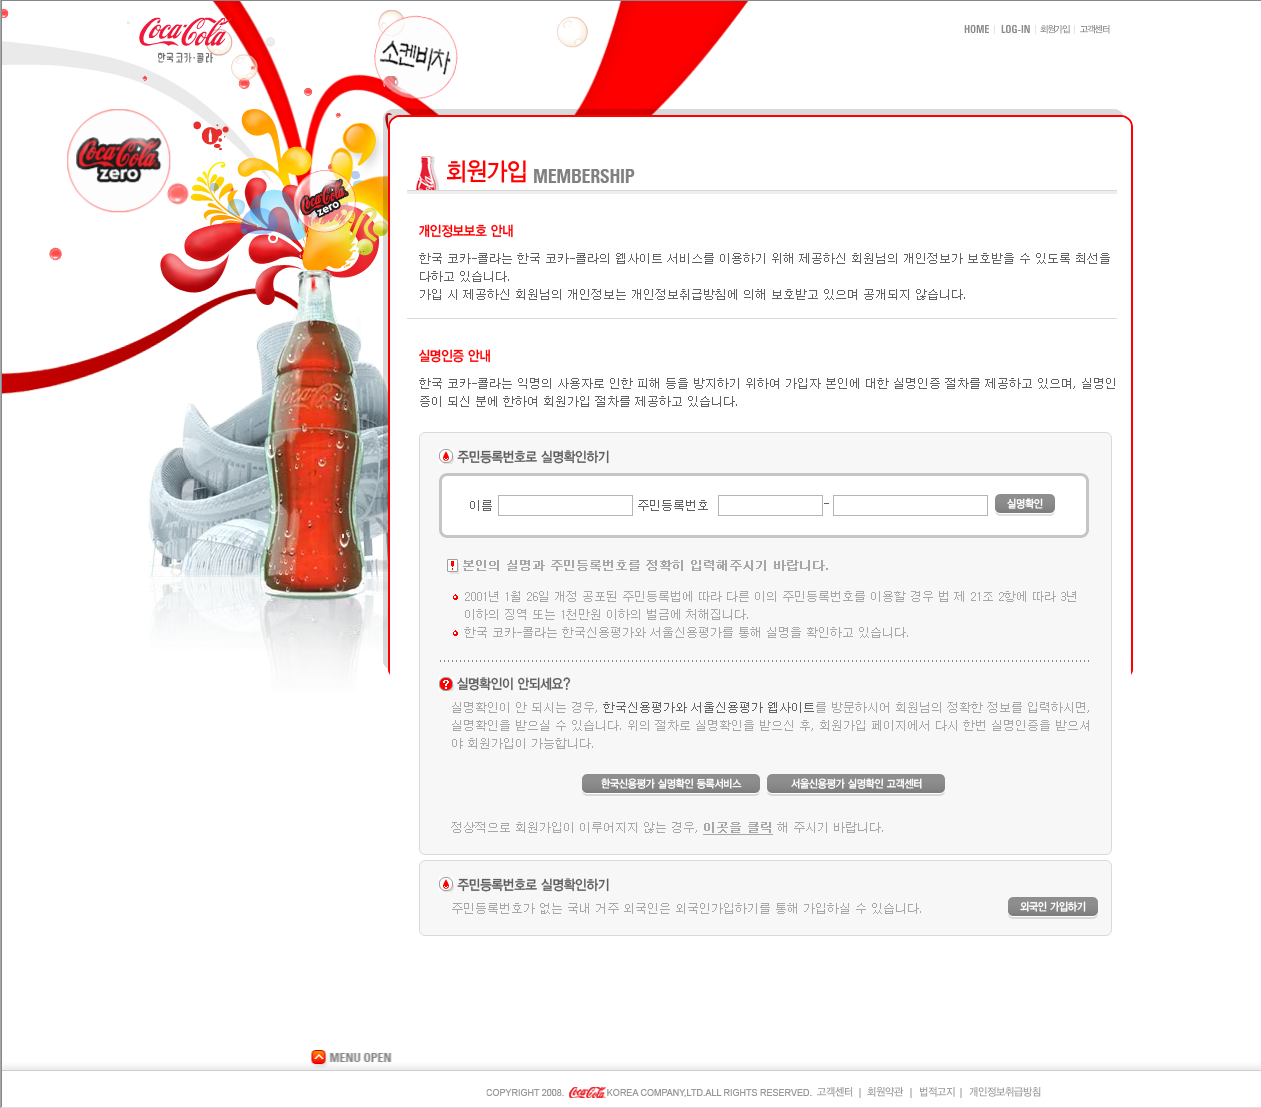 Coca-Cola
한국 코카·콜라
소켄비차
HOME | LOG-IN | 회원가입 | 고객센터
Coca-Cola
zero
Coca-Cola
zero
Coca-Cola
회원가입 MEMBERSHIP
개인정보보호 안내
한국 코카-콜라는 한국 코카-콜라의 웹사이트 서비스를 이용하기 위해 제공하신 회원님의 개인정보가 보호받을 수 있도록 최선을
다하고 있습니다.
가입 시 제공하신 회원님의 개인정보는 개인정보취급방침에 의해 보호받고 있으며 공개되지 않습니다.
실명인증 안내
한국 코카-콜라는 익명의 사용자로 인한 피해 등을 방지하기 위하여 가입자 본인에 대한 실명인증 절차를 제공하고 있으며, 실명인
증이 되신 분에 한하여 회원가입 절차를 제공하고 있습니다.
주민등록번호로 실명확인하기
이름 주민등록번호 - 실명확인
본인의 실명과 주민등록번호를 정확히 입력해주시기 바랍니다.
2001년 1월 26일 개정 공포된 주민등록법에 따라 다른 이의 주민등록번호를 이용할 경우 법 제 21조 2항에 따라 3년
이하의 징역 또는 1천만원 이하의 벌금에 처해집니다.
한국 코카-콜라는 한국신용평가와 서울신용평가를 통해 실명을 확인하고 있습니다.
실명확인이 안되세요?
실명확인이 안 되시는 경우, 한국신용평가와 서울신용평가 웹사이트를 방문하시어 회원님의 정확한 정보를 입력하시면,
실명확인을 받으실 수 있습니다. 위의 절차로 실명확인을 받으신 후, 회원가입 페이지에서 다시 한번 실명인증을 받으셔
야 회원가입이 가능합니다.
한국신용평가 실명확인 등록서비스 서울신용평가 실명확인 고객센터
정상적으로 회원가입이 이루어지지 않는 경우, 이곳을 클릭 해 주시기 바랍니다.
주민등록번호로 실명확인하기
주민등록번호가 없는 국내 거주 외국인은 외국인가입하기를 통해 가입하실 수 있습니다.
외국인 가입하기
MENU OPEN
COPYRIGHT 2008. Coca-Cola KOREA COMPANY,LTD.ALL RIGHTS RESERVED. 고객센터 | 회원약관 | 법적고지 | 개인정보취급방침